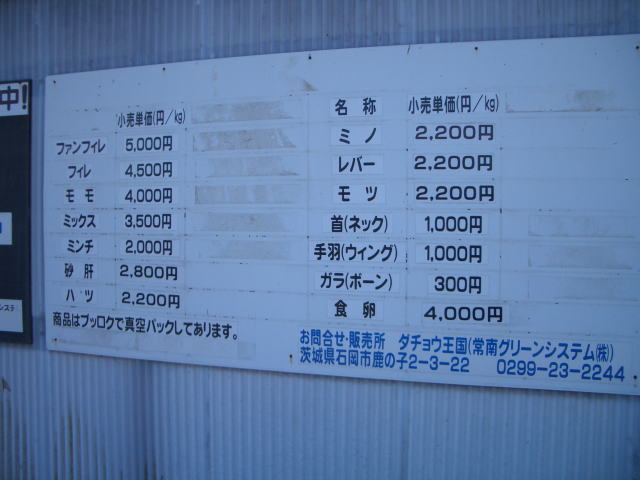 中!
小売単価(円/kg)
ファンフィレ 5,000円
フィレ 4,500円
モモ 4,000円
ミックス 3,500円
ミンチ 2,000円
砂肝 2,800円
ハツ 2,200円
商品はブッロクで真空パックしてあります。
名称 小売単価(円/kg)
ミノ 2,200円
レバー 2,200円
モツ 2,200円
首(ネック) 1,000円
手羽(ウィング) 1,000円
ガラ(ボーン) 300円
食卵 4,000円
お問合せ・販売所 ダチョウ王国(常南グリーンシステム㈱)
茨城県石岡市鹿の子2-3-22 0299-23-2244